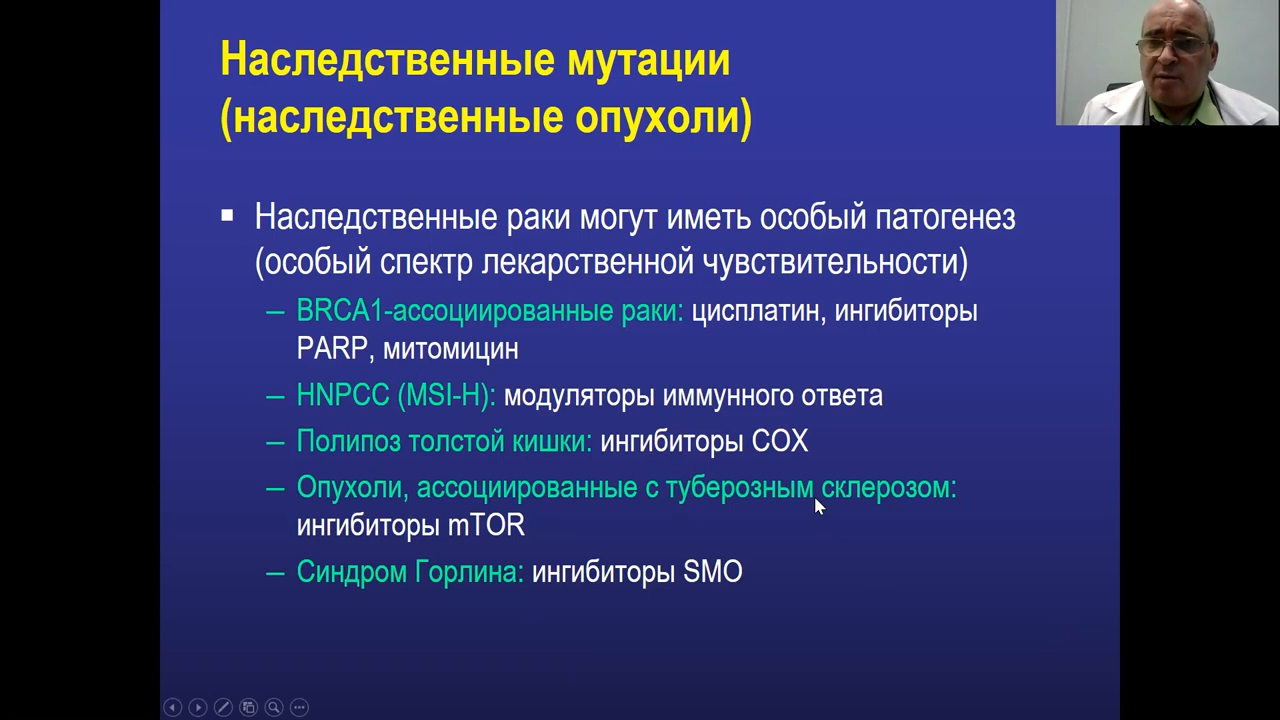 Наследственные мутации
(наследственные опухоли)
Наследственные раки могут иметь особый патогенез
(особый спектр лекарственной чувствительности)
– BRCA1-ассоциированные раки: цисплатин, ингибиторы
PARP, митомицин
– HNPCC (MSI-H): модуляторы иммунного ответа
– Полипоз толстой кишки: ингибиторы COX
– Опухоли, ассоциированные с туберозным склерозом:
ингибиторы mTOR
– Синдром Горлина: ингибиторы SMO